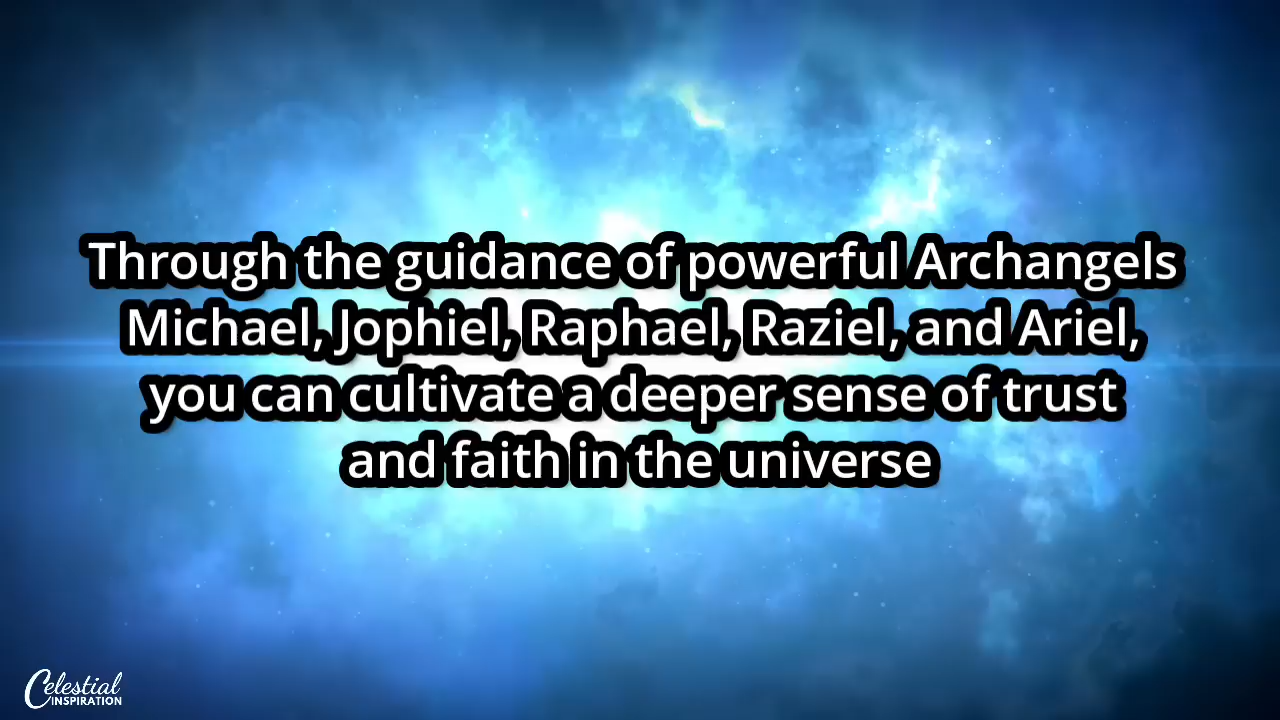 Through the guidance of powerful Archangels
Michael, Jophiel, Raphael, Raziel, and Ariel,
you can cultivate a deeper sense of trust
and faith in the universe
Celestial
INSPIRATION